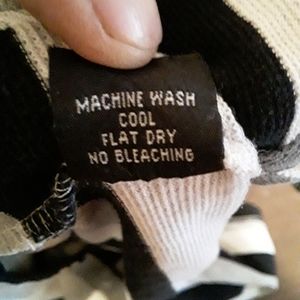 MACHINE WASH
COOL
FLAT DRY
NO BLEACHING